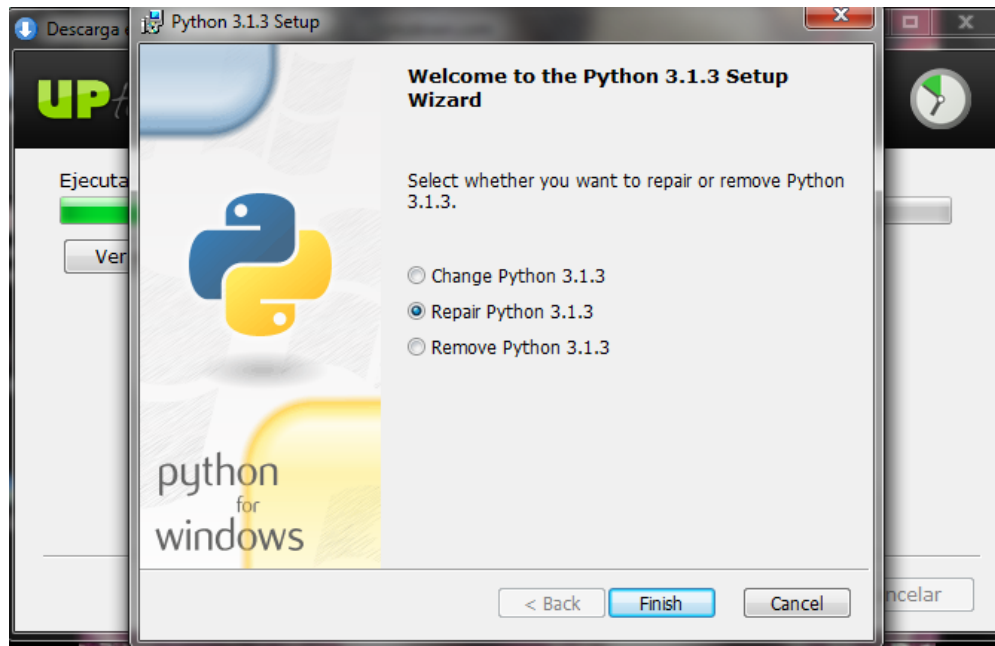 Descarga
Python 3.1.3 Setup
UP
Welcome to the Python 3.1.3 Setup
Wizard
Ejecuta
Select whether you want to repair or remove Python
3.1.3.
Ver
Change Python 3.1.3
Repair Python 3.1.3
Remove Python 3.1.3
python
for
windows
< Back
Finish
Cancel
ncelar